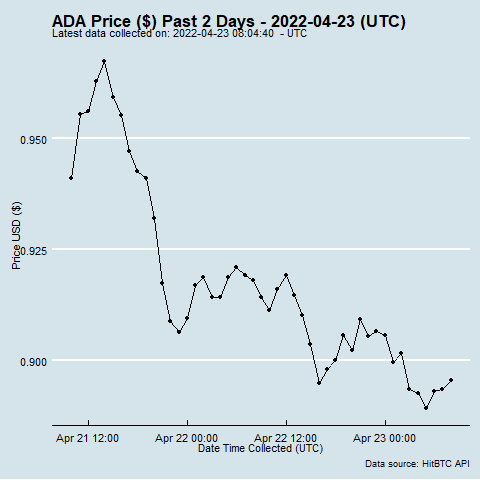 ADA Price ($) Past 2 Days - 2022-04-23 (UTC)
Latest data collected on: 2022-04-23 08:04:40  - UTC
0.950
0.925
0.900
Price USD ($)
Apr 21 12:00
Apr 22 00:00
Apr 22 12:00
Apr 23 00:00
Date Time Collected (UTC)
Data source: HitBTC API